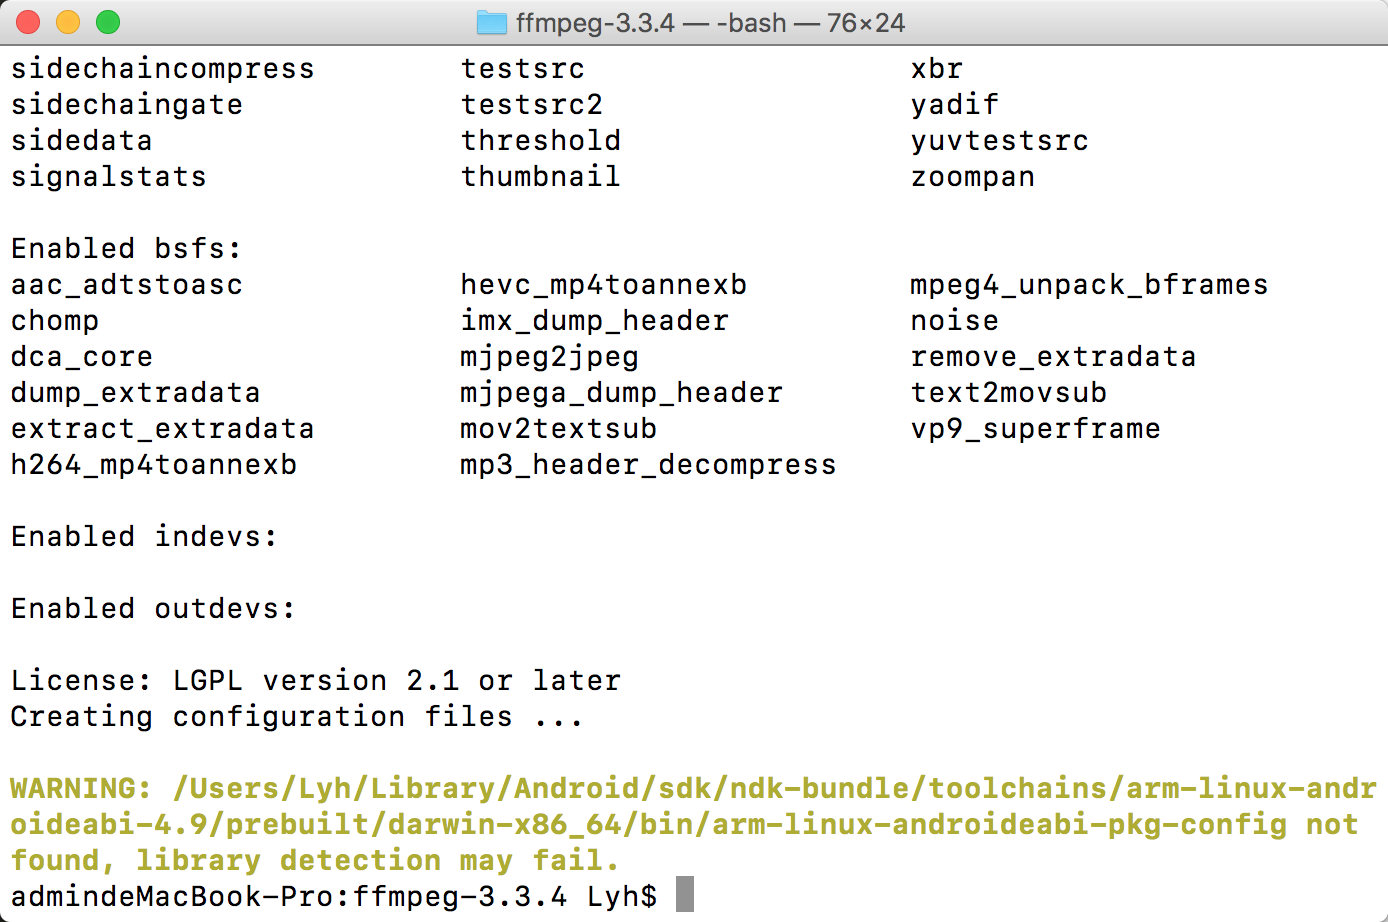 ffmpeg-3.3.4 — -bash — 76×24
sidechaincompress testsrc xbr
sidechaingate testsrc2 yadif
sidedata threshold yuvtestsrc
signalstats thumbnail zoompan
Enabled bsfs:
aac_adtstoasc hevc_mp4toannexb mpeg4_unpack_bframes
chomp imx_dump_header noise
dca_core mjpeg2jpeg remove_extradata
dump_extradata mjpega_dump_header text2movsub
extract_extradata mov2textsub vp9_superframe
h264_mp4toannexb mp3_header_decompress
Enabled indevs:
Enabled outdevs:
License: LGPL version 2.1 or later
Creating configuration files ...
WARNING: /Users/Lyh/Library/Android/sdk/ndk-bundle/toolchains/arm-linux-andr
oideabi-4.9/prebuilt/darwin-x86_64/bin/arm-linux-androideabi-pkg-config not
found, library detection may fail.
admindeMacBook-Pro:ffmpeg-3.3.4 Lyh$